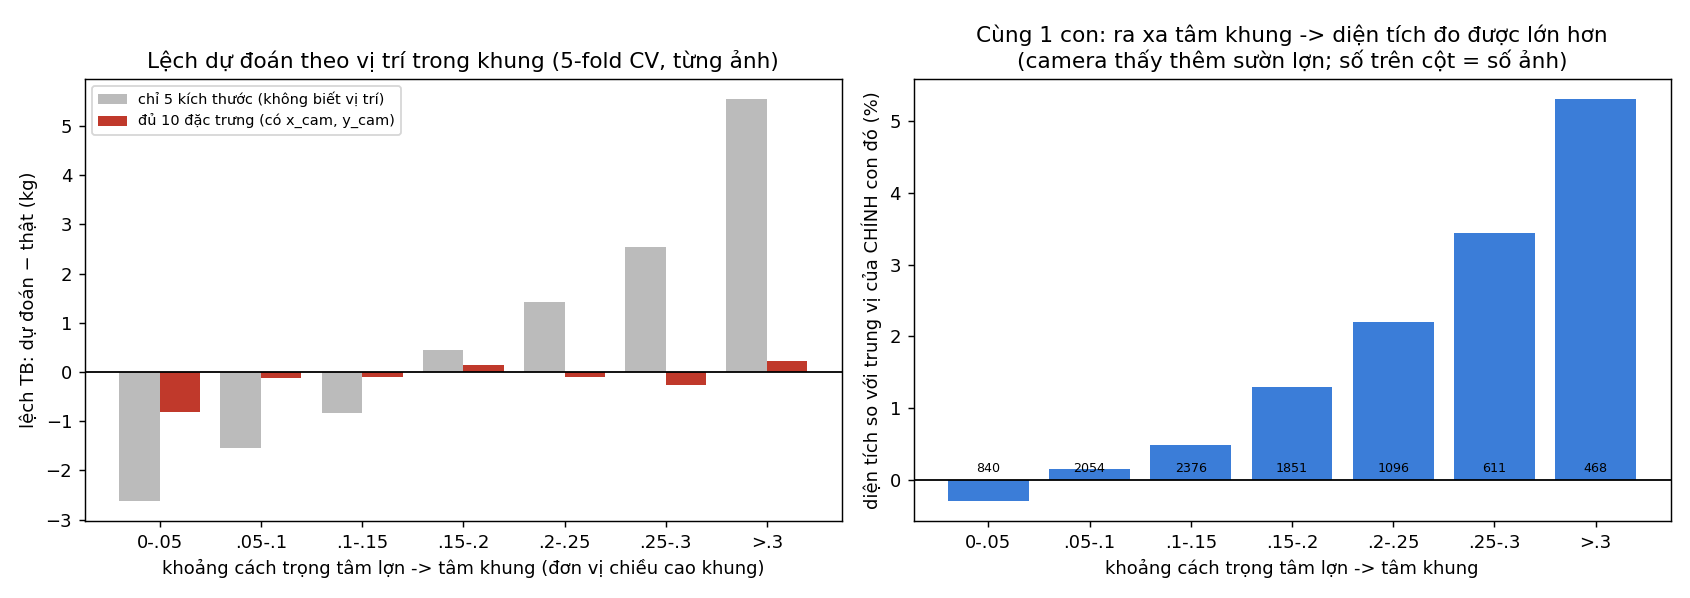 Lệch dự đoán theo vị trí trong khung (5-fold CV, từng ảnh)
chỉ 5 kích thước (không biết vị trí)
đủ 10 đặc trưng (có x_cam, y_cam)
lệch TB: dự đoán − thật (kg)
5
4
3
2
1
0
−1
−2
−3
0-.05 .05-.1 .1-.15 .15-.2 .2-.25 .25-.3 >.3
khoảng cách trọng tâm lợn -> tâm khung (đơn vị chiều cao khung)
Cùng 1 con: ra xa tâm khung -> diện tích đo được lớn hơn
(camera thấy thêm sườn lợn; số trên cột = số ảnh)
diện tích so với trung vị của CHÍNH con đó (%)
5
4
3
2
1
0
840 2054 2376 1851 1096 611 468
0-.05 .05-.1 .1-.15 .15-.2 .2-.25 .25-.3 >.3
khoảng cách trọng tâm lợn -> tâm khung